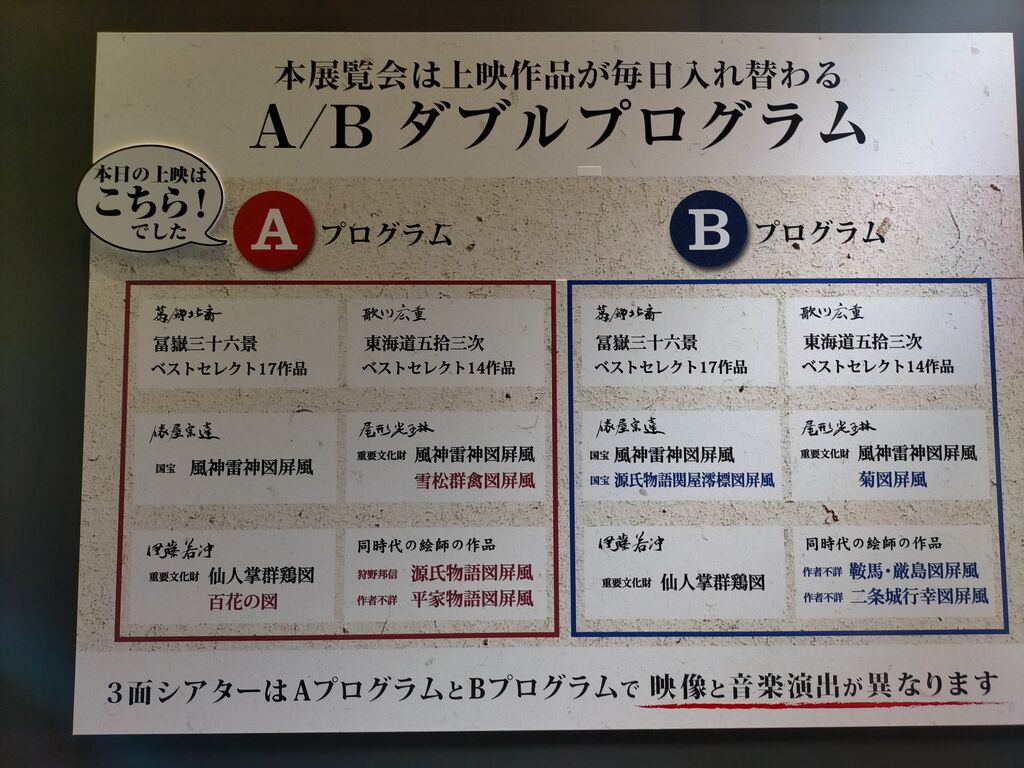 本展覧会は上映作品が毎日入れ替わる
A/B ダブルプログラム
本日の上映は
こちら!
でした
A プログラム
葛飾北斎
冨嶽三十六景
ベストセレクト17作品
歌川広重
東海道五拾三次
ベストセレクト14作品
俵屋宗達
国宝 風神雷神図屏風
尾形光琳
重要文化財 風神雷神図屏風
雪松群禽図屏風
伊藤若冲
重要文化財 仙人掌群鶏図
百花の図
同時代の絵師の作品
狩野邦信 源氏物語図屏風
作者不詳 平家物語図屏風
B プログラム
葛飾北斎
冨嶽三十六景
ベストセレクト17作品
歌川広重
東海道五拾三次
ベストセレクト14作品
俵屋宗達
国宝 風神雷神図屏風
国宝 源氏物語関屋澪標図屏風
尾形光琳
重要文化財 風神雷神図屏風
菊図屏風
伊藤若冲
重要文化財 仙人掌群鶏図
同時代の絵師の作品
作者不詳 鞍馬・厳島図屏風
作者不詳 二条城行幸図屏風
3面シアターはAプログラムとBプログラムで 映像と音楽演出が異なります